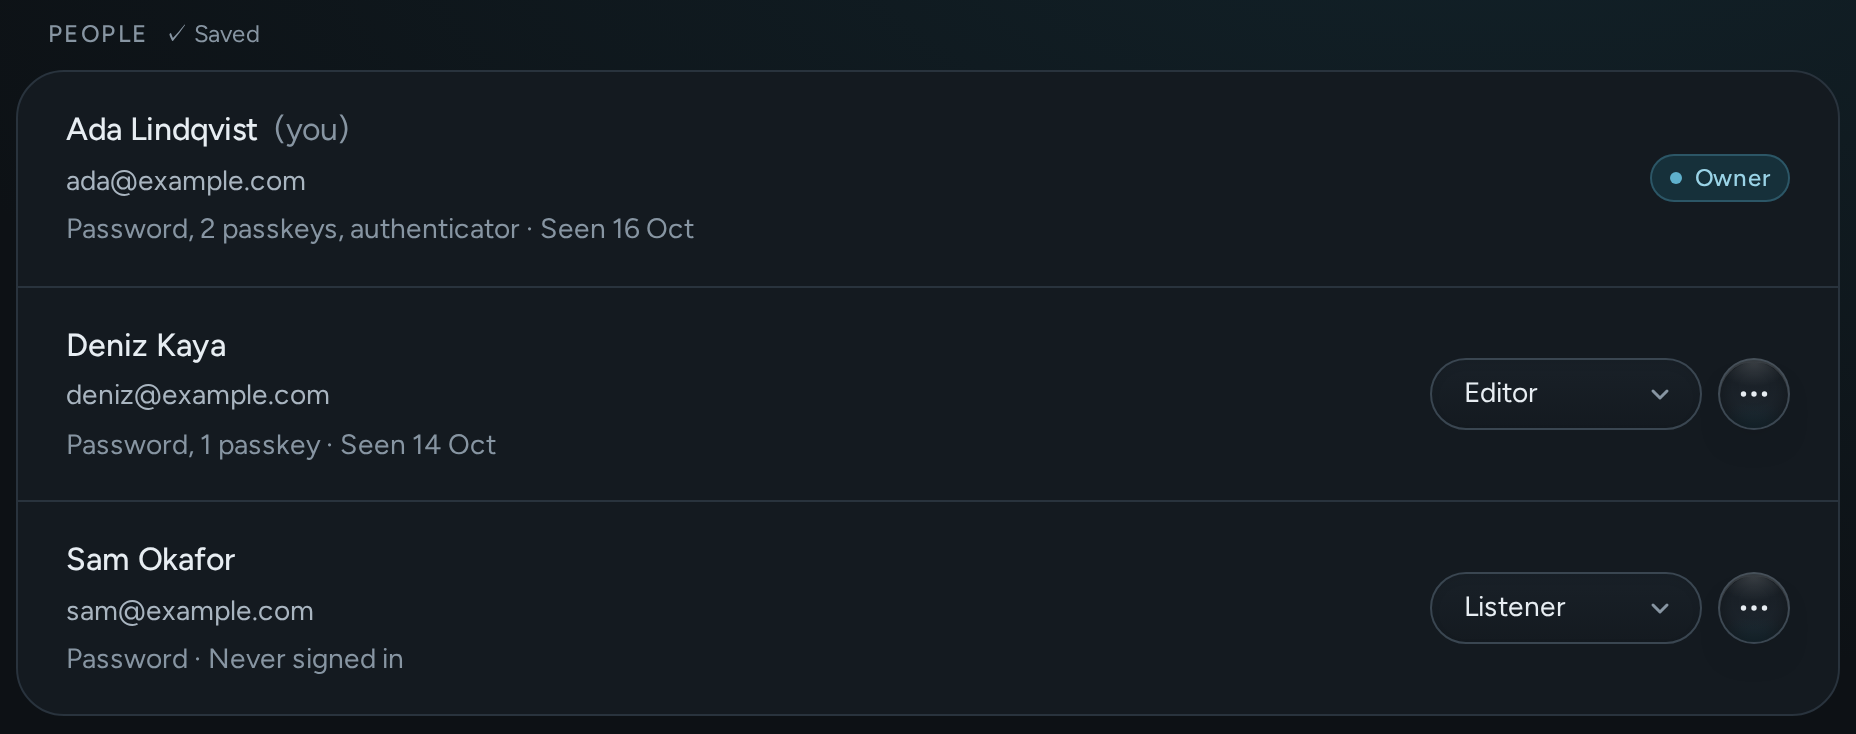 PEOPLE ✓ Saved
Ada Lindqvist (you)
ada@example.com
Password, 2 passkeys, authenticator · Seen 16 Oct
Owner
Deniz Kaya
deniz@example.com
Password, 1 passkey · Seen 14 Oct
Editor
Sam Okafor
sam@example.com
Password · Never signed in
Listener